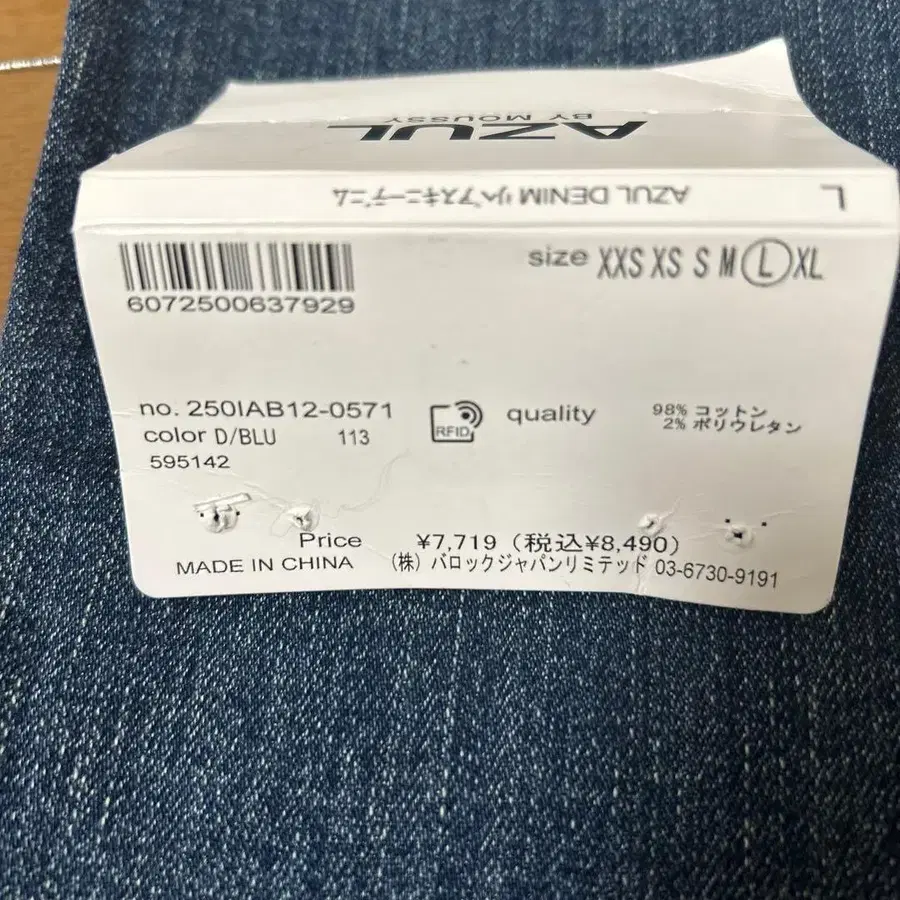 AZUL
BY MOUSSY
AZUL DENIM リペアスキニーデニム L
size XXS XS S M L XL
6072500637929
no. 250IAB12-0571
color D/BLU 113
595142
RFID
quality 98% コットン
2% ポリウレタン
Price ¥7,719 (税込¥8,490)
MADE IN CHINA (株) バロックジャパンリミテッド 03-6730-9191